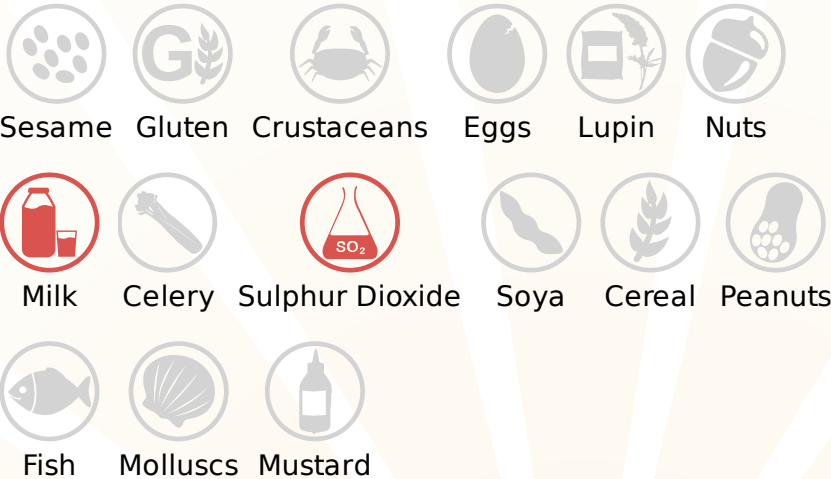 G
Sesame Gluten Crustaceans Eggs Lupin Nuts
SO₂
Milk Celery Sulphur Dioxide Soya Cereal Peanuts
Fish Molluscs Mustard